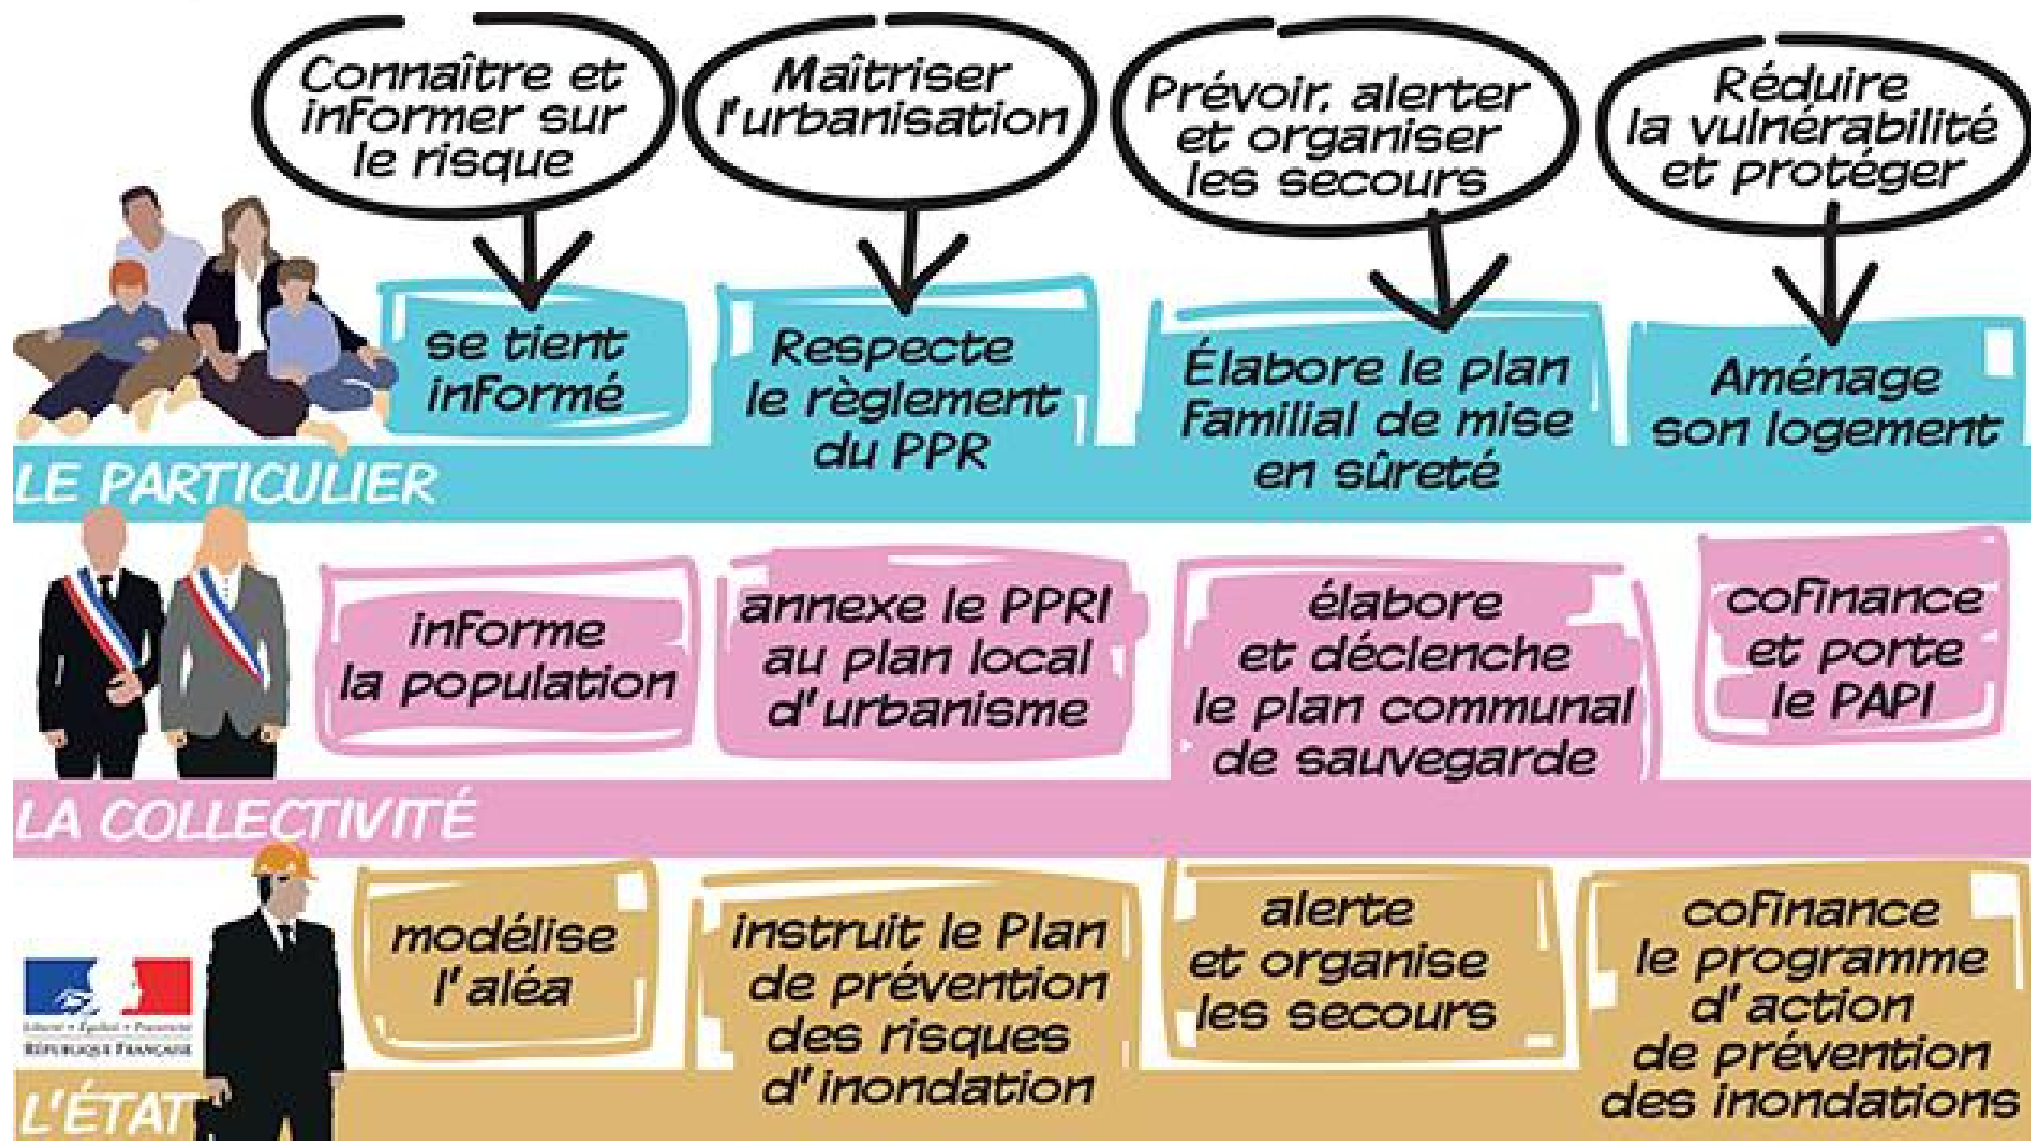 Connaître et
informer sur
le risque
Maîtriser
l'urbanisation
Prévoir, alerter
et organiser
les secours
Réduire
la vulnérabilité
et protéger
se tient
informé
Respecte
le règlement
du PPR
Élabore le plan
Familial de mise
en sûreté
Aménage
son logement
LE PARTICULIER
informe
la population
annexe le PPRI
au plan local
d'urbanisme
élabore
et déclenche
le plan communal
de sauvegarde
cofinance
et porte
le PAPI
LA COLLECTIVITÉ
modélise
l'aléa
instruit le Plan
de prévention
des risques
d'inondation
alerte
et organise
les secours
cofinance
le programme
d'action
de prévention
des inondations
Liberté • Égalité • Fraternité
RÉPUBLIQUE FRANÇAISE
L'ÉTAT